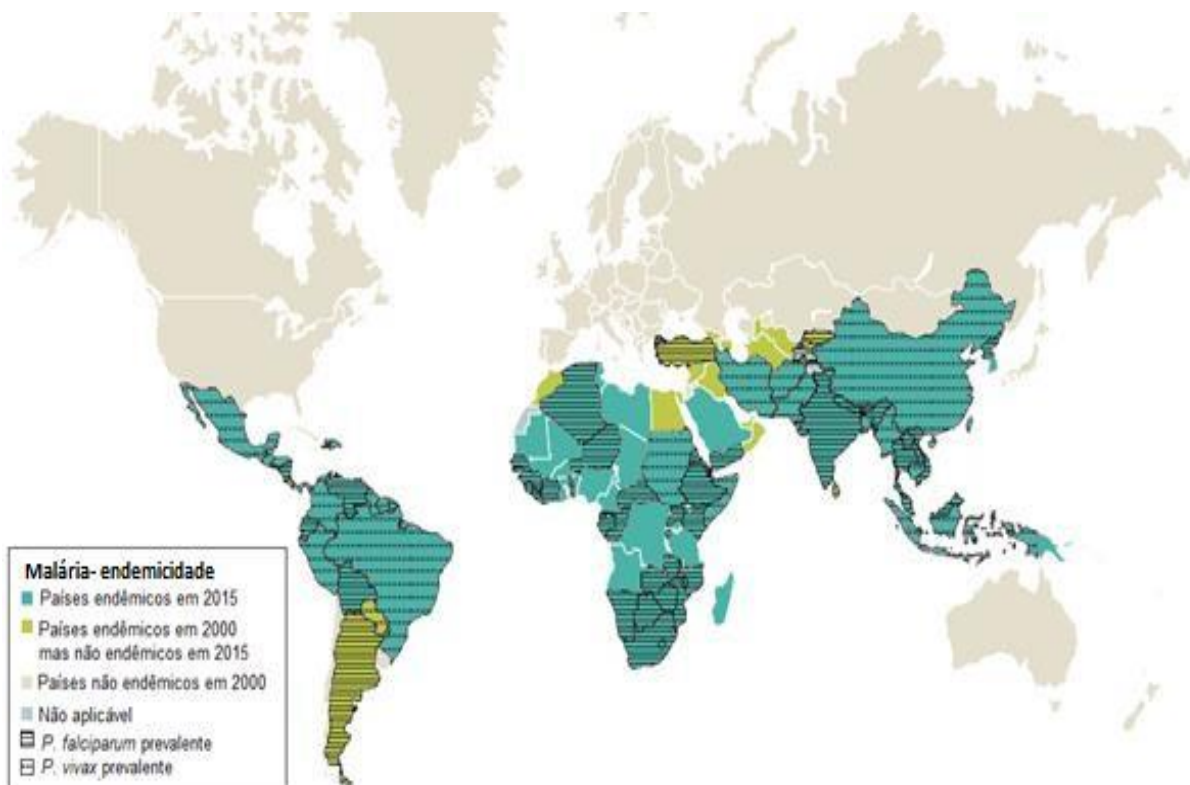 Malária- endemicidade
Países endêmicos em 2015
Países endêmicos em 2000
mas não endêmicos em 2015
Países não endêmicos em 2000
Não aplicável
P. falciparum prevalente
P. vivax prevalente